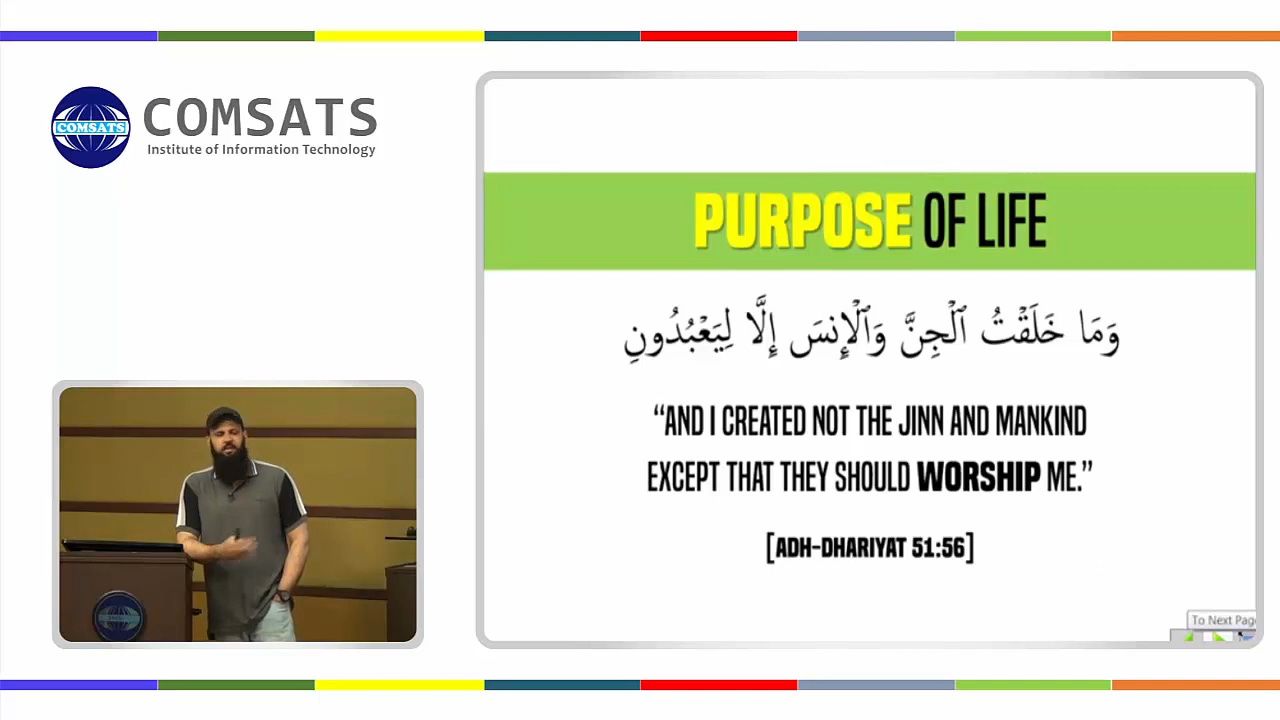 COMSATS
COMSATS
Institute of Information Technology
PURPOSE OF LIFE
وَمَا خَلَقْتُ ٱلْجِنَّ وَٱلْإِنسَ إِلَّا لِيَعْبُدُونِ
“AND I CREATED NOT THE JINN AND MANKIND
EXCEPT THAT THEY SHOULD WORSHIP ME.”
[ADH-DHARIYAT 51:56]
To Next Page